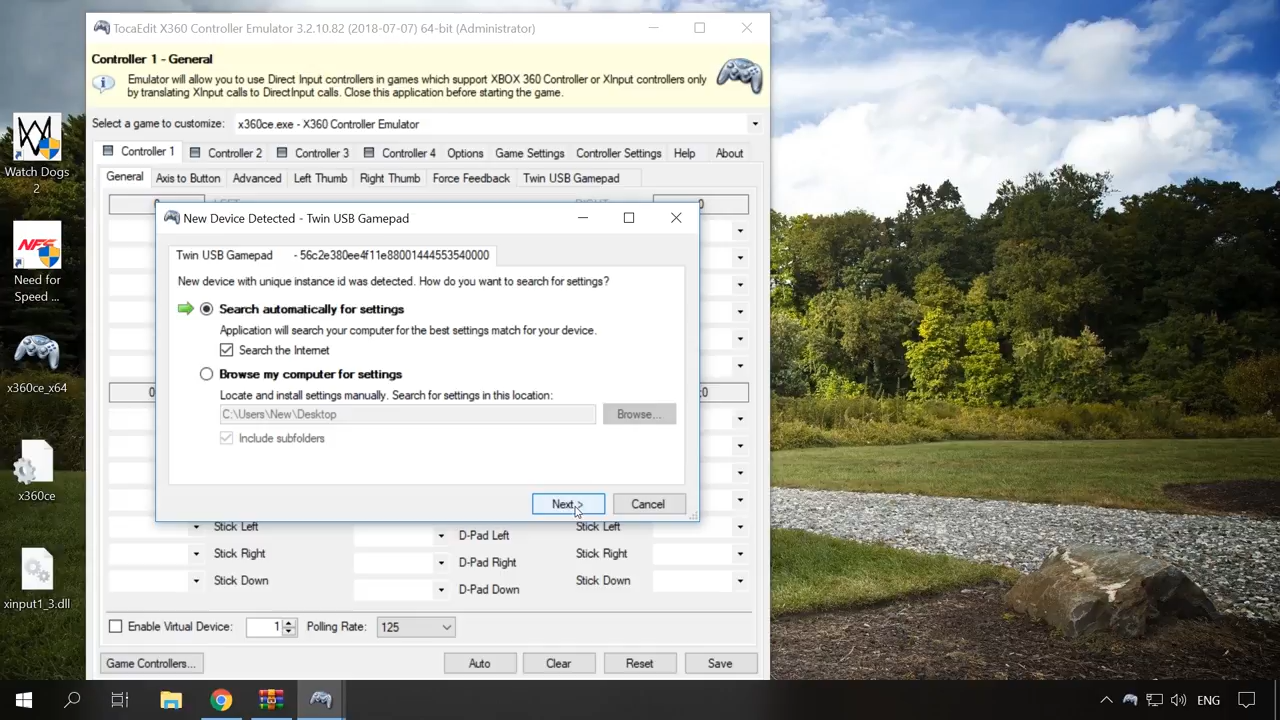 TocaEdit X360 Controller Emulator 3.2.10.82 (2018-07-07) 64-bit (Administrator)
Controller 1 - General
Emulator will allow you to use Direct Input controllers in games which support XBOX 360 Controller or XInput controllers only
by translating XInput calls to DirectInput calls. Close this application before starting the game.
Select a game to customize: x360ce.exe - X360 Controller Emulator
Controller 1 Controller 2 Controller 3 Controller 4 Options Game Settings Controller Settings Help About
General Axis to Button Advanced Left Thumb Right Thumb Force Feedback Twin USB Gamepad
New Device Detected - Twin USB Gamepad
Twin USB Gamepad - 56c2e380ee4f11e88001444553540000
New device with unique instance id was detected. How do you want to search for settings?
Search automatically for settings
Application will search your computer for the best settings match for your device.
Search the Internet
Browse my computer for settings
Locate and install settings manually. Search for settings in this location:
C:\Users\New\Desktop Browse...
Include subfolders
Next > Cancel
Stick Left D-Pad Left Stick Left
Stick Right D-Pad Right Stick Right
Stick Down D-Pad Down Stick Down
Enable Virtual Device: 1 Polling Rate: 125
Game Controllers... Auto Clear Reset Save
Watch Dogs
2
NFS
Need for
Speed ...
x360ce_x64
x360ce
xinput1_3.dll
ENG